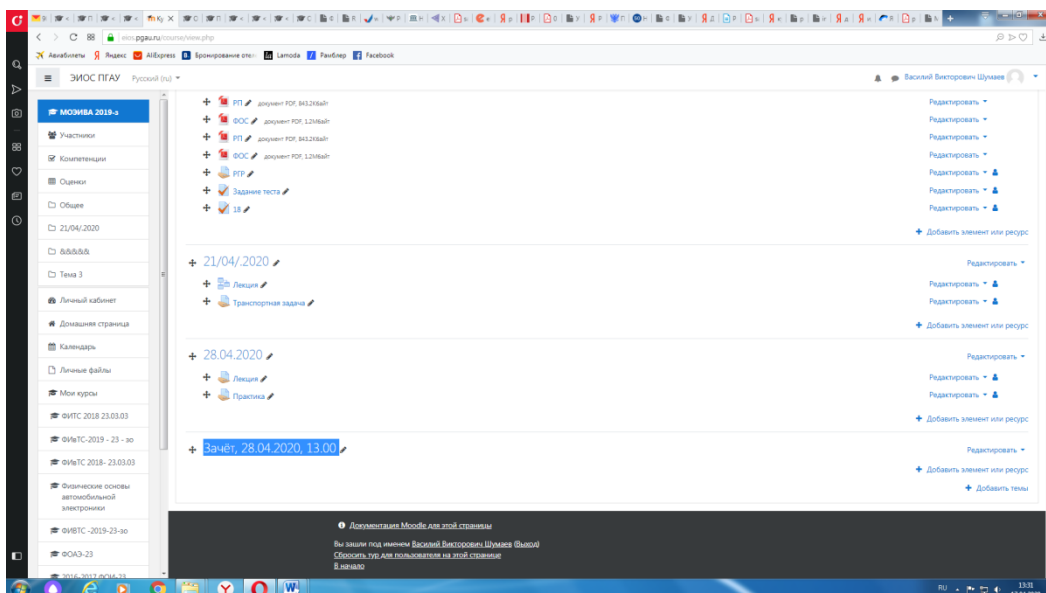 eios.pgau.ru/course/view.php
Авиабилеты Яндекс AliExpress Бронирование отел Lamoda Рамблер Facebook
ЭИОС ПГАУ Русский (ru)
Василий Викторович Шумаев
МОЭИВА 2019-з
Участники
Компетенции
Оценки
Общее
21/04/.2020
&&&&&
Тема 3
Личный кабинет
Домашняя страница
Календарь
Личные файлы
Мои курсы
ФИТС 2018 23.03.03
ФИвТС-2019 - 23 - зо
ФИвТС 2018- 23.03.03
Физические основы
автомобильной
электроники
ФИВТС -2019-23-зо
ФОАЭ-23
2016-2017 ФОИА-23
РП документ PDF, 843.2Кбайт Редактировать
ФОС документ PDF, 1.2Мбайт Редактировать
РП документ PDF, 843.2Кбайт Редактировать
ФОС документ PDF, 1.2Мбайт Редактировать
РГР Редактировать
Задание теста Редактировать
18 Редактировать
Добавить элемент или ресурс
21/04/.2020 Редактировать
Лекция Редактировать
Транспортная задача Редактировать
Добавить элемент или ресурс
28.04.2020 Редактировать
Лекция Редактировать
Практика Редактировать
Добавить элемент или ресурс
Зачёт, 28.04.2020, 13.00 Редактировать
Добавить элемент или ресурс
Добавить темы
Документация Moodle для этой страницы
Вы зашли под именем Василий Викторович Шумаев (Выход)
Сбросить тур для пользователя на этой странице
В начало
RU 13:31